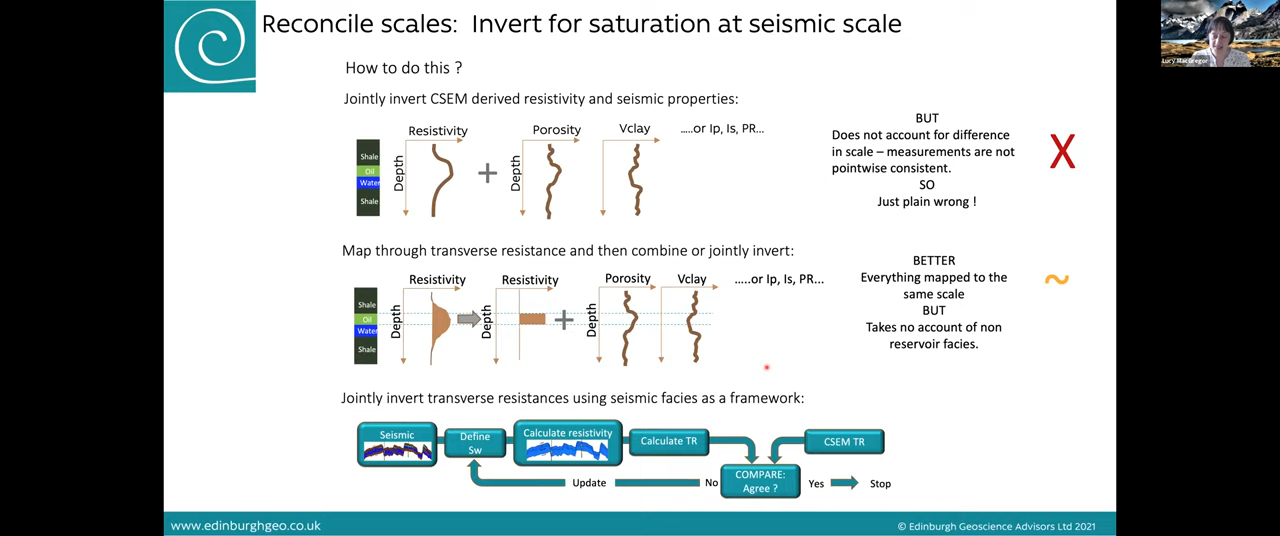 Reconcile scales: Invert for saturation at seismic scale
Lucy MacGregor
How to do this ?
Jointly invert CSEM derived resistivity and seismic properties:
Resistivity
Porosity
Vclay
.....or Ip, Is, PR...
Depth
Depth
Shale
Oil
Water
Shale
+
BUT
Does not account for difference
in scale – measurements are not
pointwise consistent.
SO
Just plain wrong !
X
Map through transverse resistance and then combine or jointly invert:
Resistivity
Resistivity
Porosity
Vclay
.....or Ip, Is, PR...
Depth
Depth
Depth
Shale
Oil
Water
Shale
+
BETTER
Everything mapped to the
same scale
BUT
Takes no account of non
reservoir facies.
~
Jointly invert transverse resistances using seismic facies as a framework:
Seismic
Define
Sw
Calculate resistivity
Calculate TR
CSEM TR
COMPARE:
Agree ?
Update
No
Yes
Stop
www.edinburghgeo.co.uk
© Edinburgh Geoscience Advisors Ltd 2021